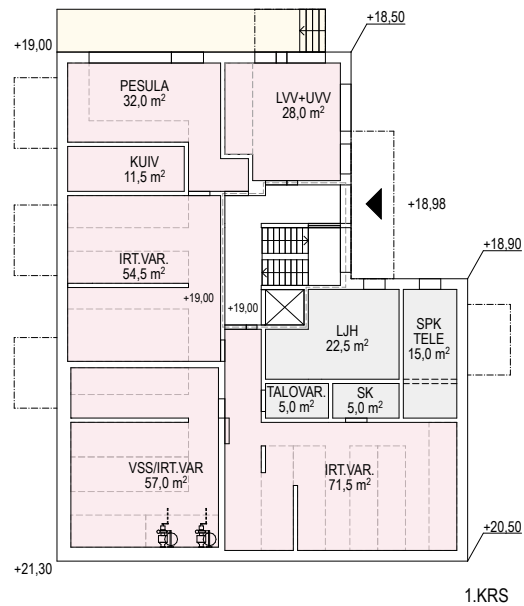 +18,50
+19,00
PESULA
32,0 m²
LVV+UVV
28,0 m²
KUIV
11,5 m²
+18,98
IRT.VAR.
54,5 m²
+18,90
+19,00
+19,00
LJH
22,5 m²
SPK
TELE
15,0 m²
TALOVAR.
5,0 m²
SK
5,0 m²
VSS/IRT.VAR
57,0 m²
IRT.VAR.
71,5 m²
+20,50
+21,30
1.KRS